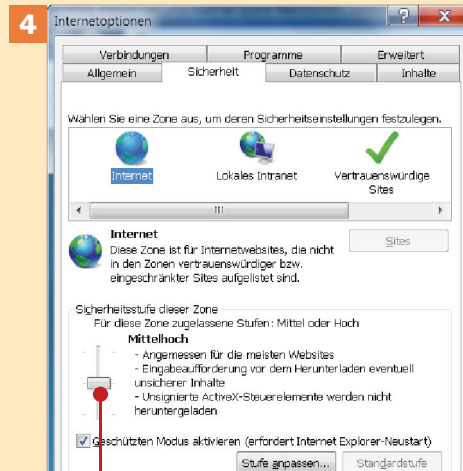 4
Internetoptionen
Verbindungen Programme Erweitert
Allgemein Sicherheit Datenschutz Inhalte
Wählen Sie eine Zone aus, um deren Sicherheitseinstellungen festzulegen.
Internet Lokales Intranet Vertrauenswürdige
Sites
Internet
Diese Zone ist für Internetwebsites, die nicht
in den Zonen vertrauenswürdiger bzw.
eingeschränkter Sites aufgelistet sind.
Sites
Sicherheitsstufe dieser Zone
Für diese Zone zugelassene Stufen: Mittel oder Hoch
Mittelhoch
- Angemessen für die meisten Websites
- Eingabeaufforderung vor dem Herunterladen eventuell
unsicherer Inhalte
- Unsignierte ActiveX-Steuerelemente werden nicht
heruntergeladen
Geschützten Modus aktivieren (erfordert Internet Explorer-Neustart)
Stufe anpassen... Standardstufe